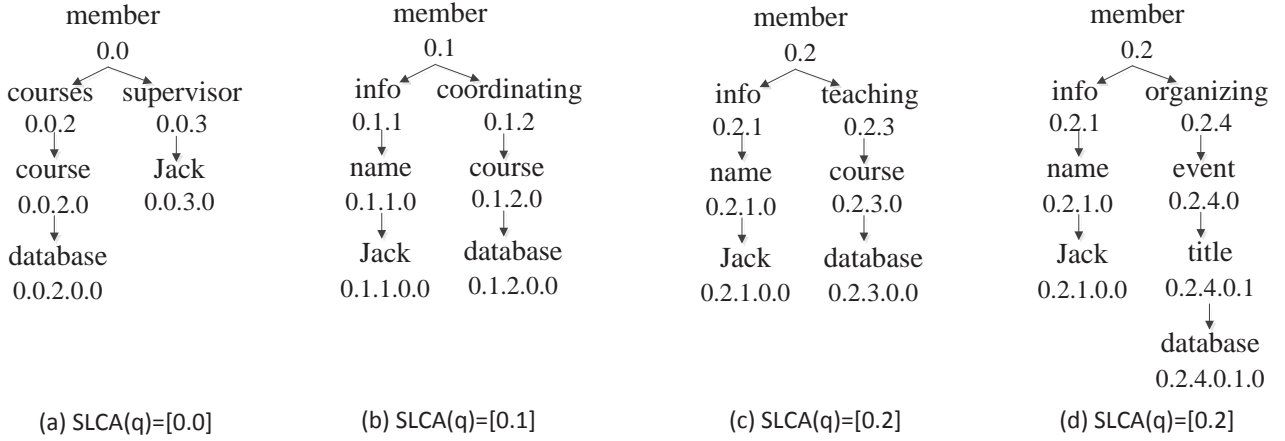 member
0.0
courses supervisor
0.0.2 0.0.3
course Jack
0.0.2.0 0.0.3.0
database
0.0.2.0.0
(a) SLCA(q)=[0.0]
member
0.1
info coordinating
0.1.1 0.1.2
name course
0.1.1.0 0.1.2.0
Jack database
0.1.1.0.0 0.1.2.0.0
(b) SLCA(q)=[0.1]
member
0.2
info teaching
0.2.1 0.2.3
name course
0.2.1.0 0.2.3.0
Jack database
0.2.1.0.0 0.2.3.0.0
(c) SLCA(q)=[0.2]
member
0.2
info organizing
0.2.1 0.2.4
name event
0.2.1.0 0.2.4.0
Jack title
0.2.1.0.0 0.2.4.0.1
database
0.2.4.0.1.0
(d) SLCA(q)=[0.2]